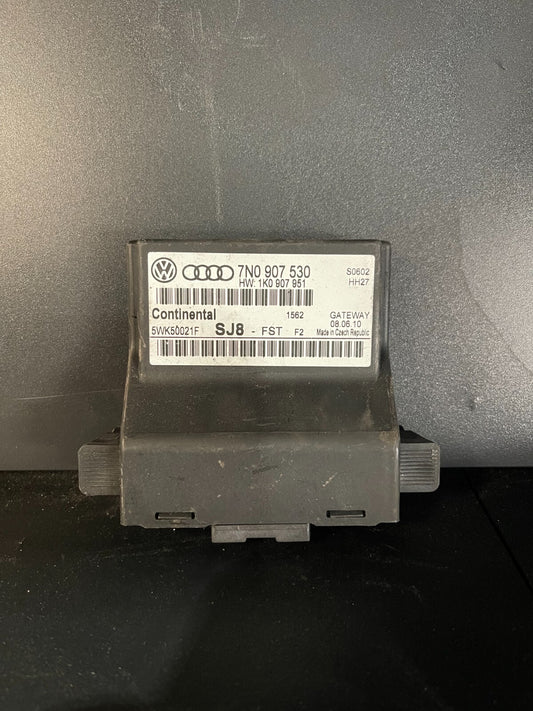 7N0 907 530
HW: 1K0 907 951
S0602
HH27
Continental 1562 GATEWAY
08.06.10
5WK50021F SJ8 - FST F2 Made in Czech Republic